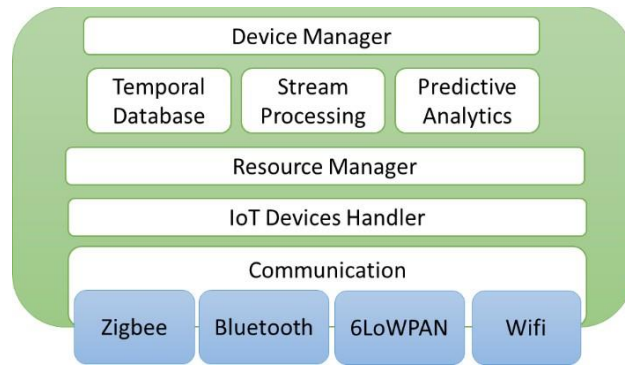 Device Manager
Temporal Database
Stream Processing
Predictive Analytics
Resource Manager
IoT Devices Handler
Communication
Zigbee
Bluetooth
6LoWPAN
Wifi